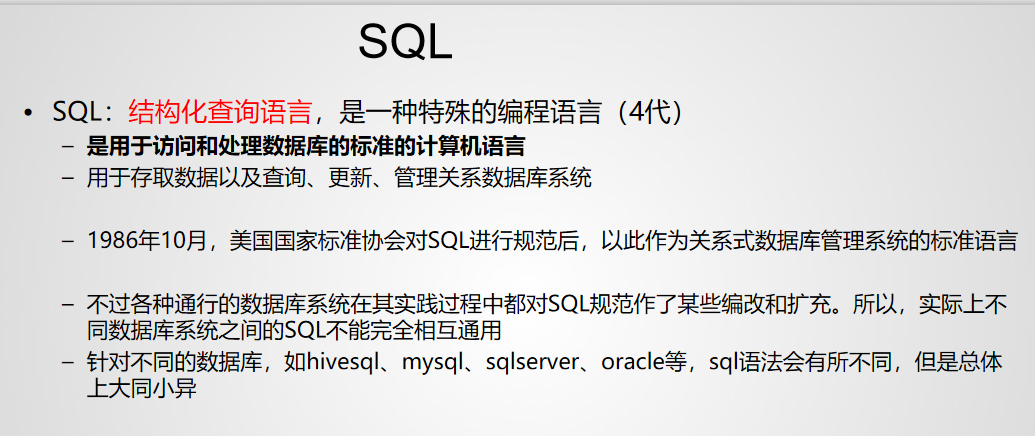 SQL
• SQL：结构化查询语言，是一种特殊的编程语言（4代）
– 是用于访问和处理数据库的标准的计算机语言
– 用于存取数据以及查询、更新、管理关系数据库系统
– 1986年10月，美国国家标准协会对SQL进行规范后，以此作为关系式数据库管理系统的标准语言
– 不过各种通行的数据库系统在其实践过程中都对SQL规范作了某些编改和扩充。所以，实际上不
同数据库系统之间的SQL不能完全相互通用
– 针对不同的数据库，如hivesql、mysql、sqlserver、oracle等，sql语法会有所不同，但是总体
上大同小异